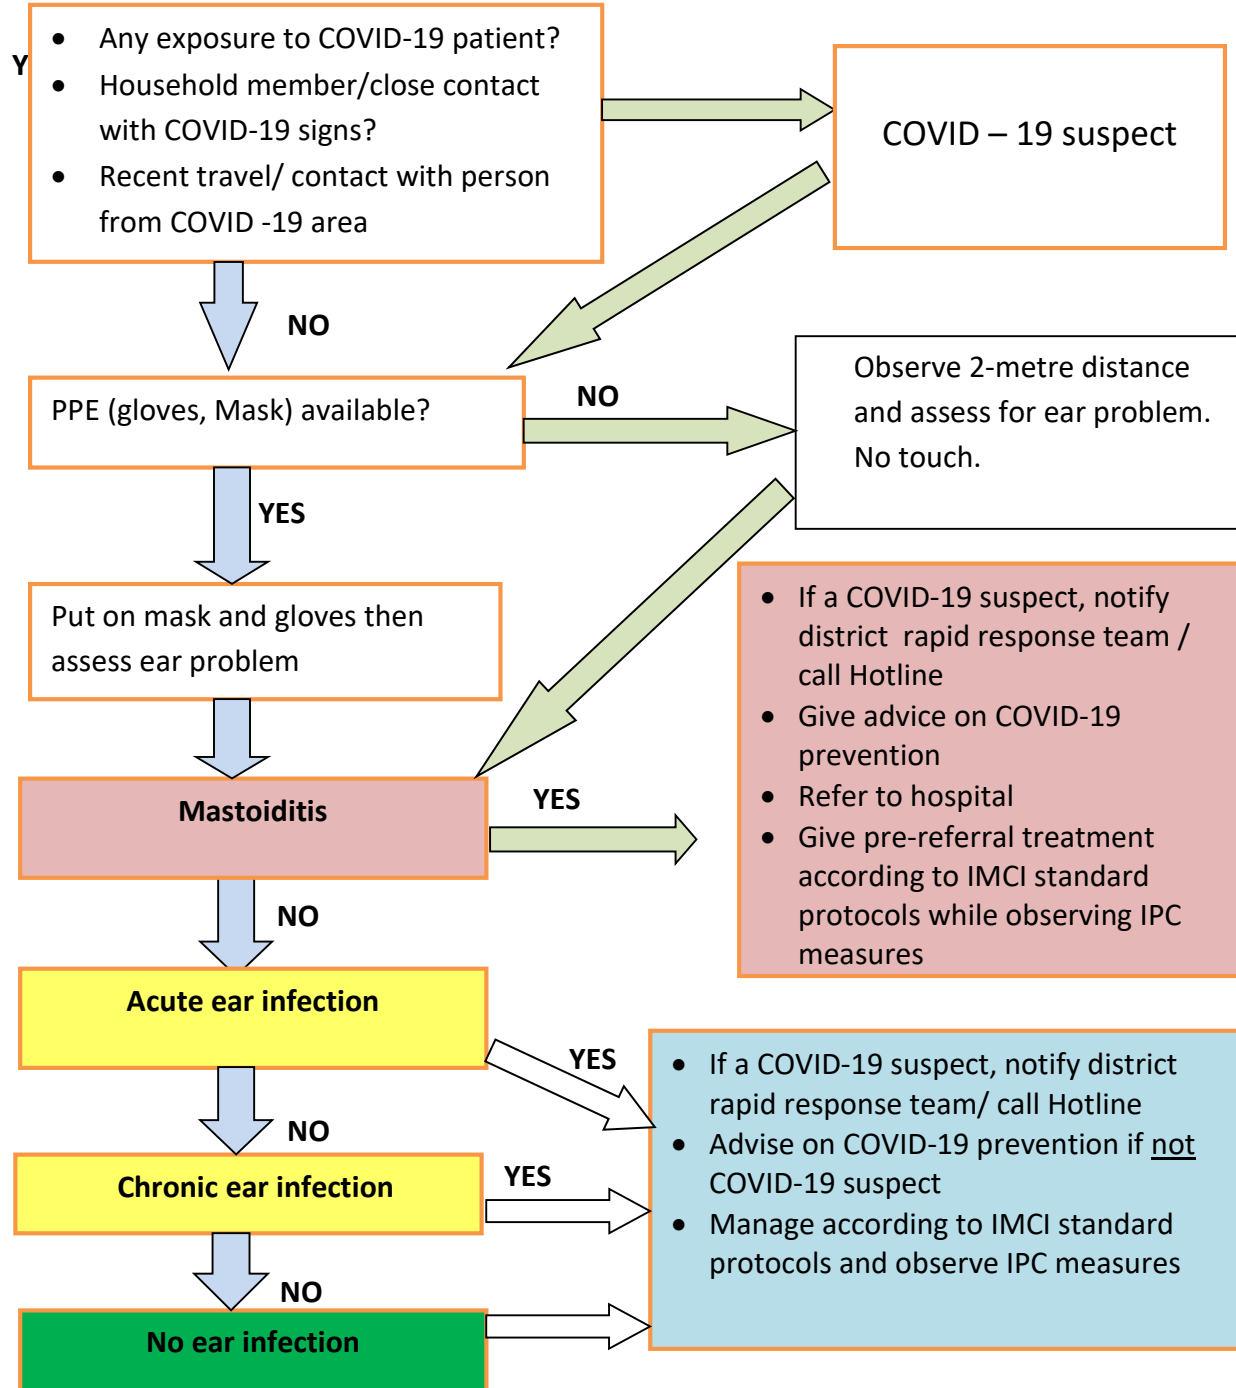 Y
• Any exposure to COVID-19 patient?
• Household member/close contact
with COVID-19 signs?
• Recent travel/ contact with person
from COVID -19 area
COVID – 19 suspect
NO
PPE (gloves, Mask) available?
NO
Observe 2-metre distance
and assess for ear problem.
No touch.
YES
Put on mask and gloves then
assess ear problem
Mastoiditis
YES
• If a COVID-19 suspect, notify
district rapid response team /
call Hotline
• Give advice on COVID-19
prevention
• Refer to hospital
• Give pre-referral treatment
according to IMCI standard
protocols while observing IPC
measures
NO
Acute ear infection
YES
• If a COVID-19 suspect, notify district
rapid response team/ call Hotline
• Advise on COVID-19 prevention if not
COVID-19 suspect
• Manage according to IMCI standard
protocols and observe IPC measures
NO
Chronic ear infection
YES
NO
No ear infection